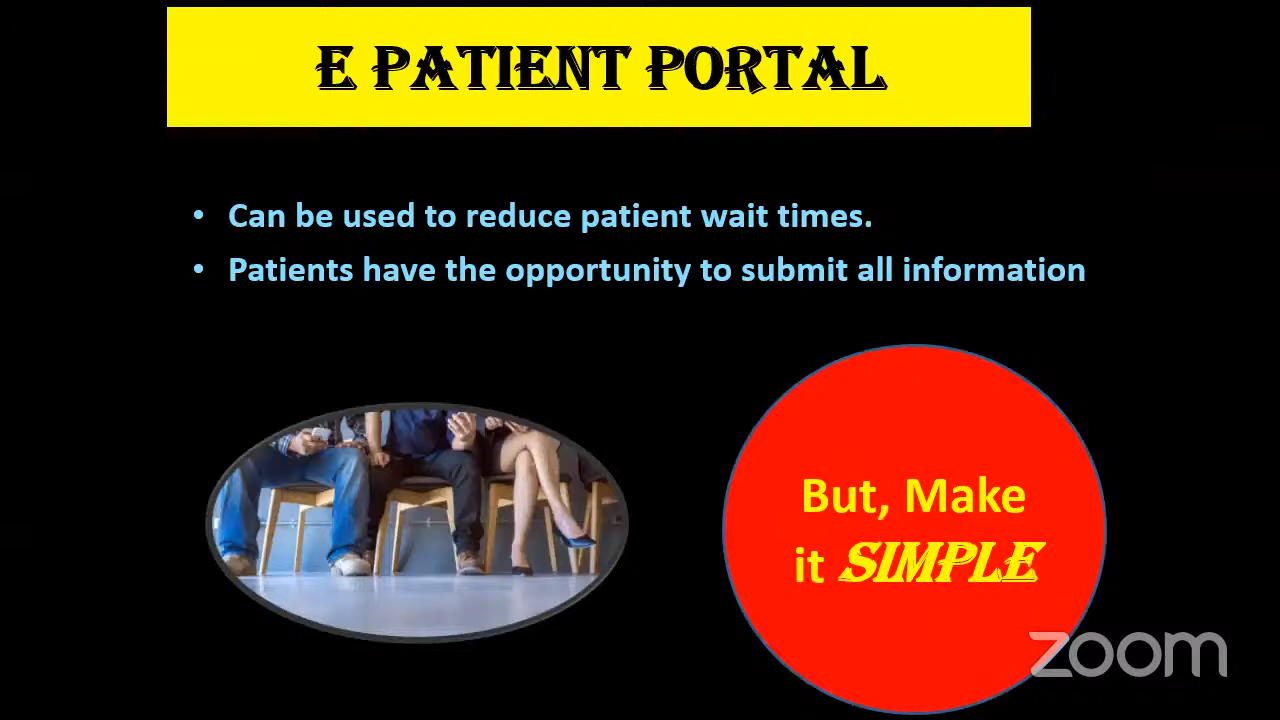 E PATIENT PORTAL
• Can be used to reduce patient wait times.
• Patients have the opportunity to submit all information
But, Make
it SIMPLE
zoom